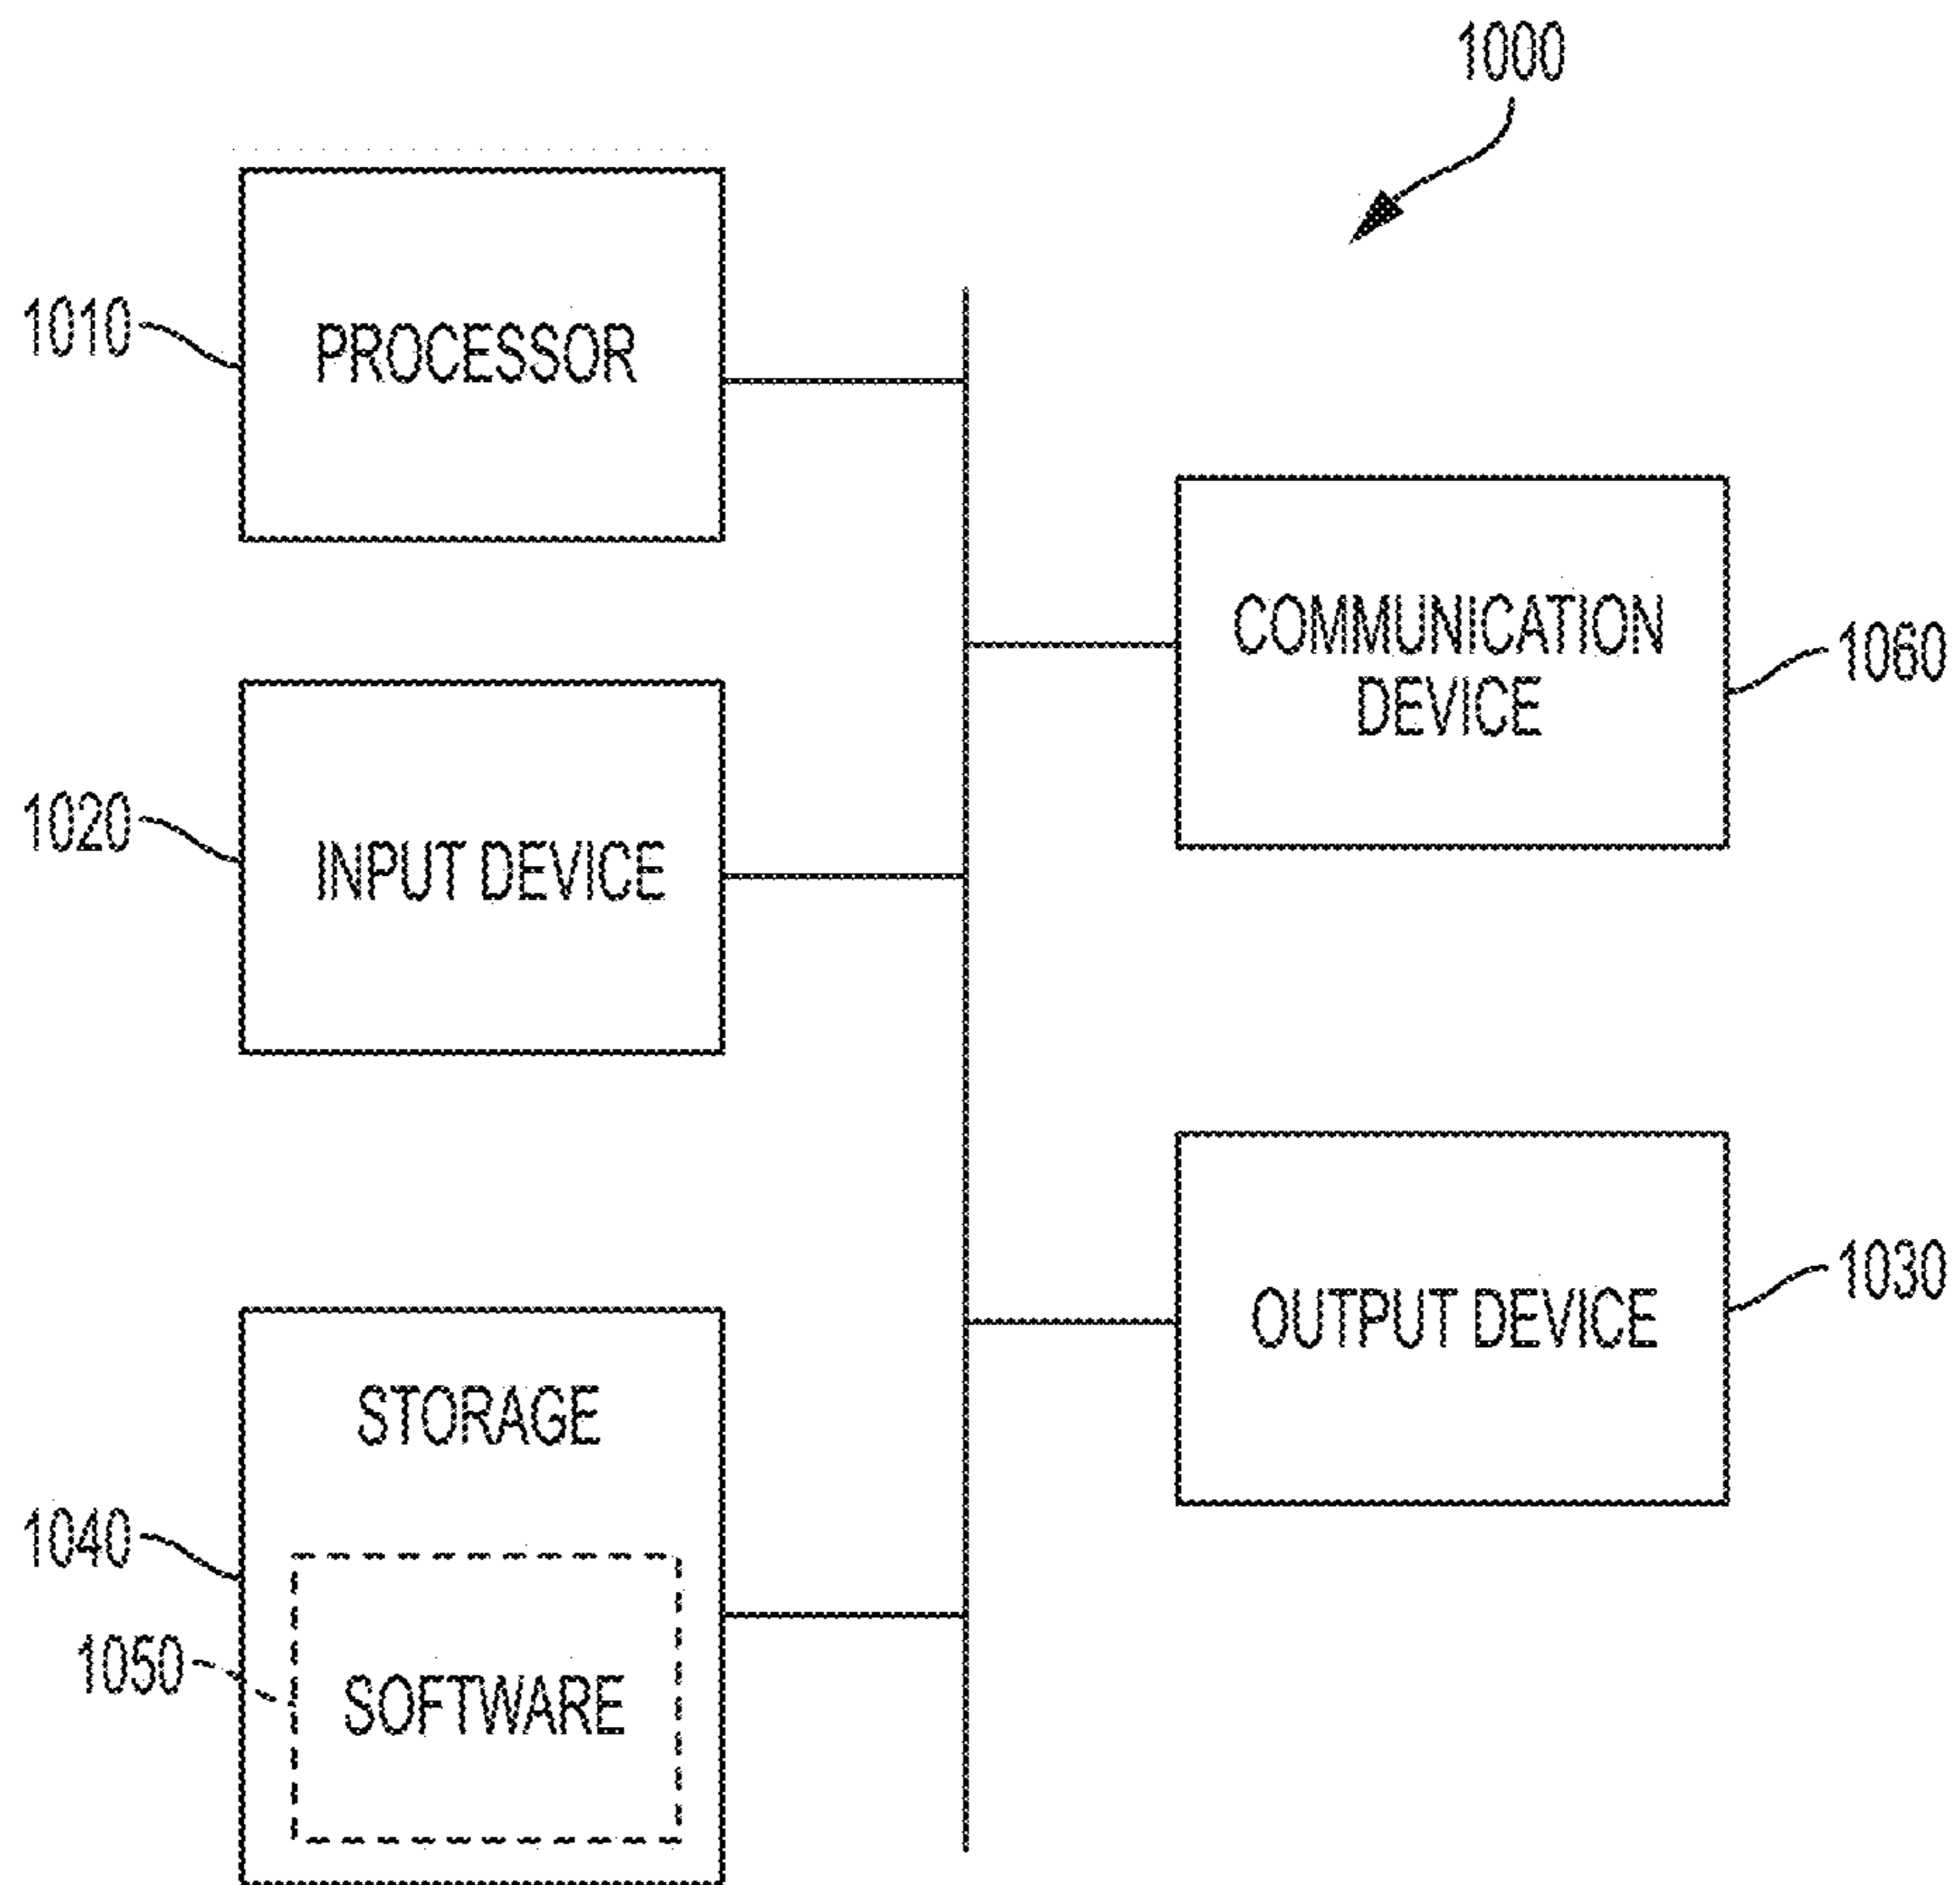 1000
1010
PROCESSOR
COMMUNICATION
DEVICE
1060
1020
INPUT DEVICE
OUTPUT DEVICE
1030
STORAGE
1040
1050
SOFTWARE